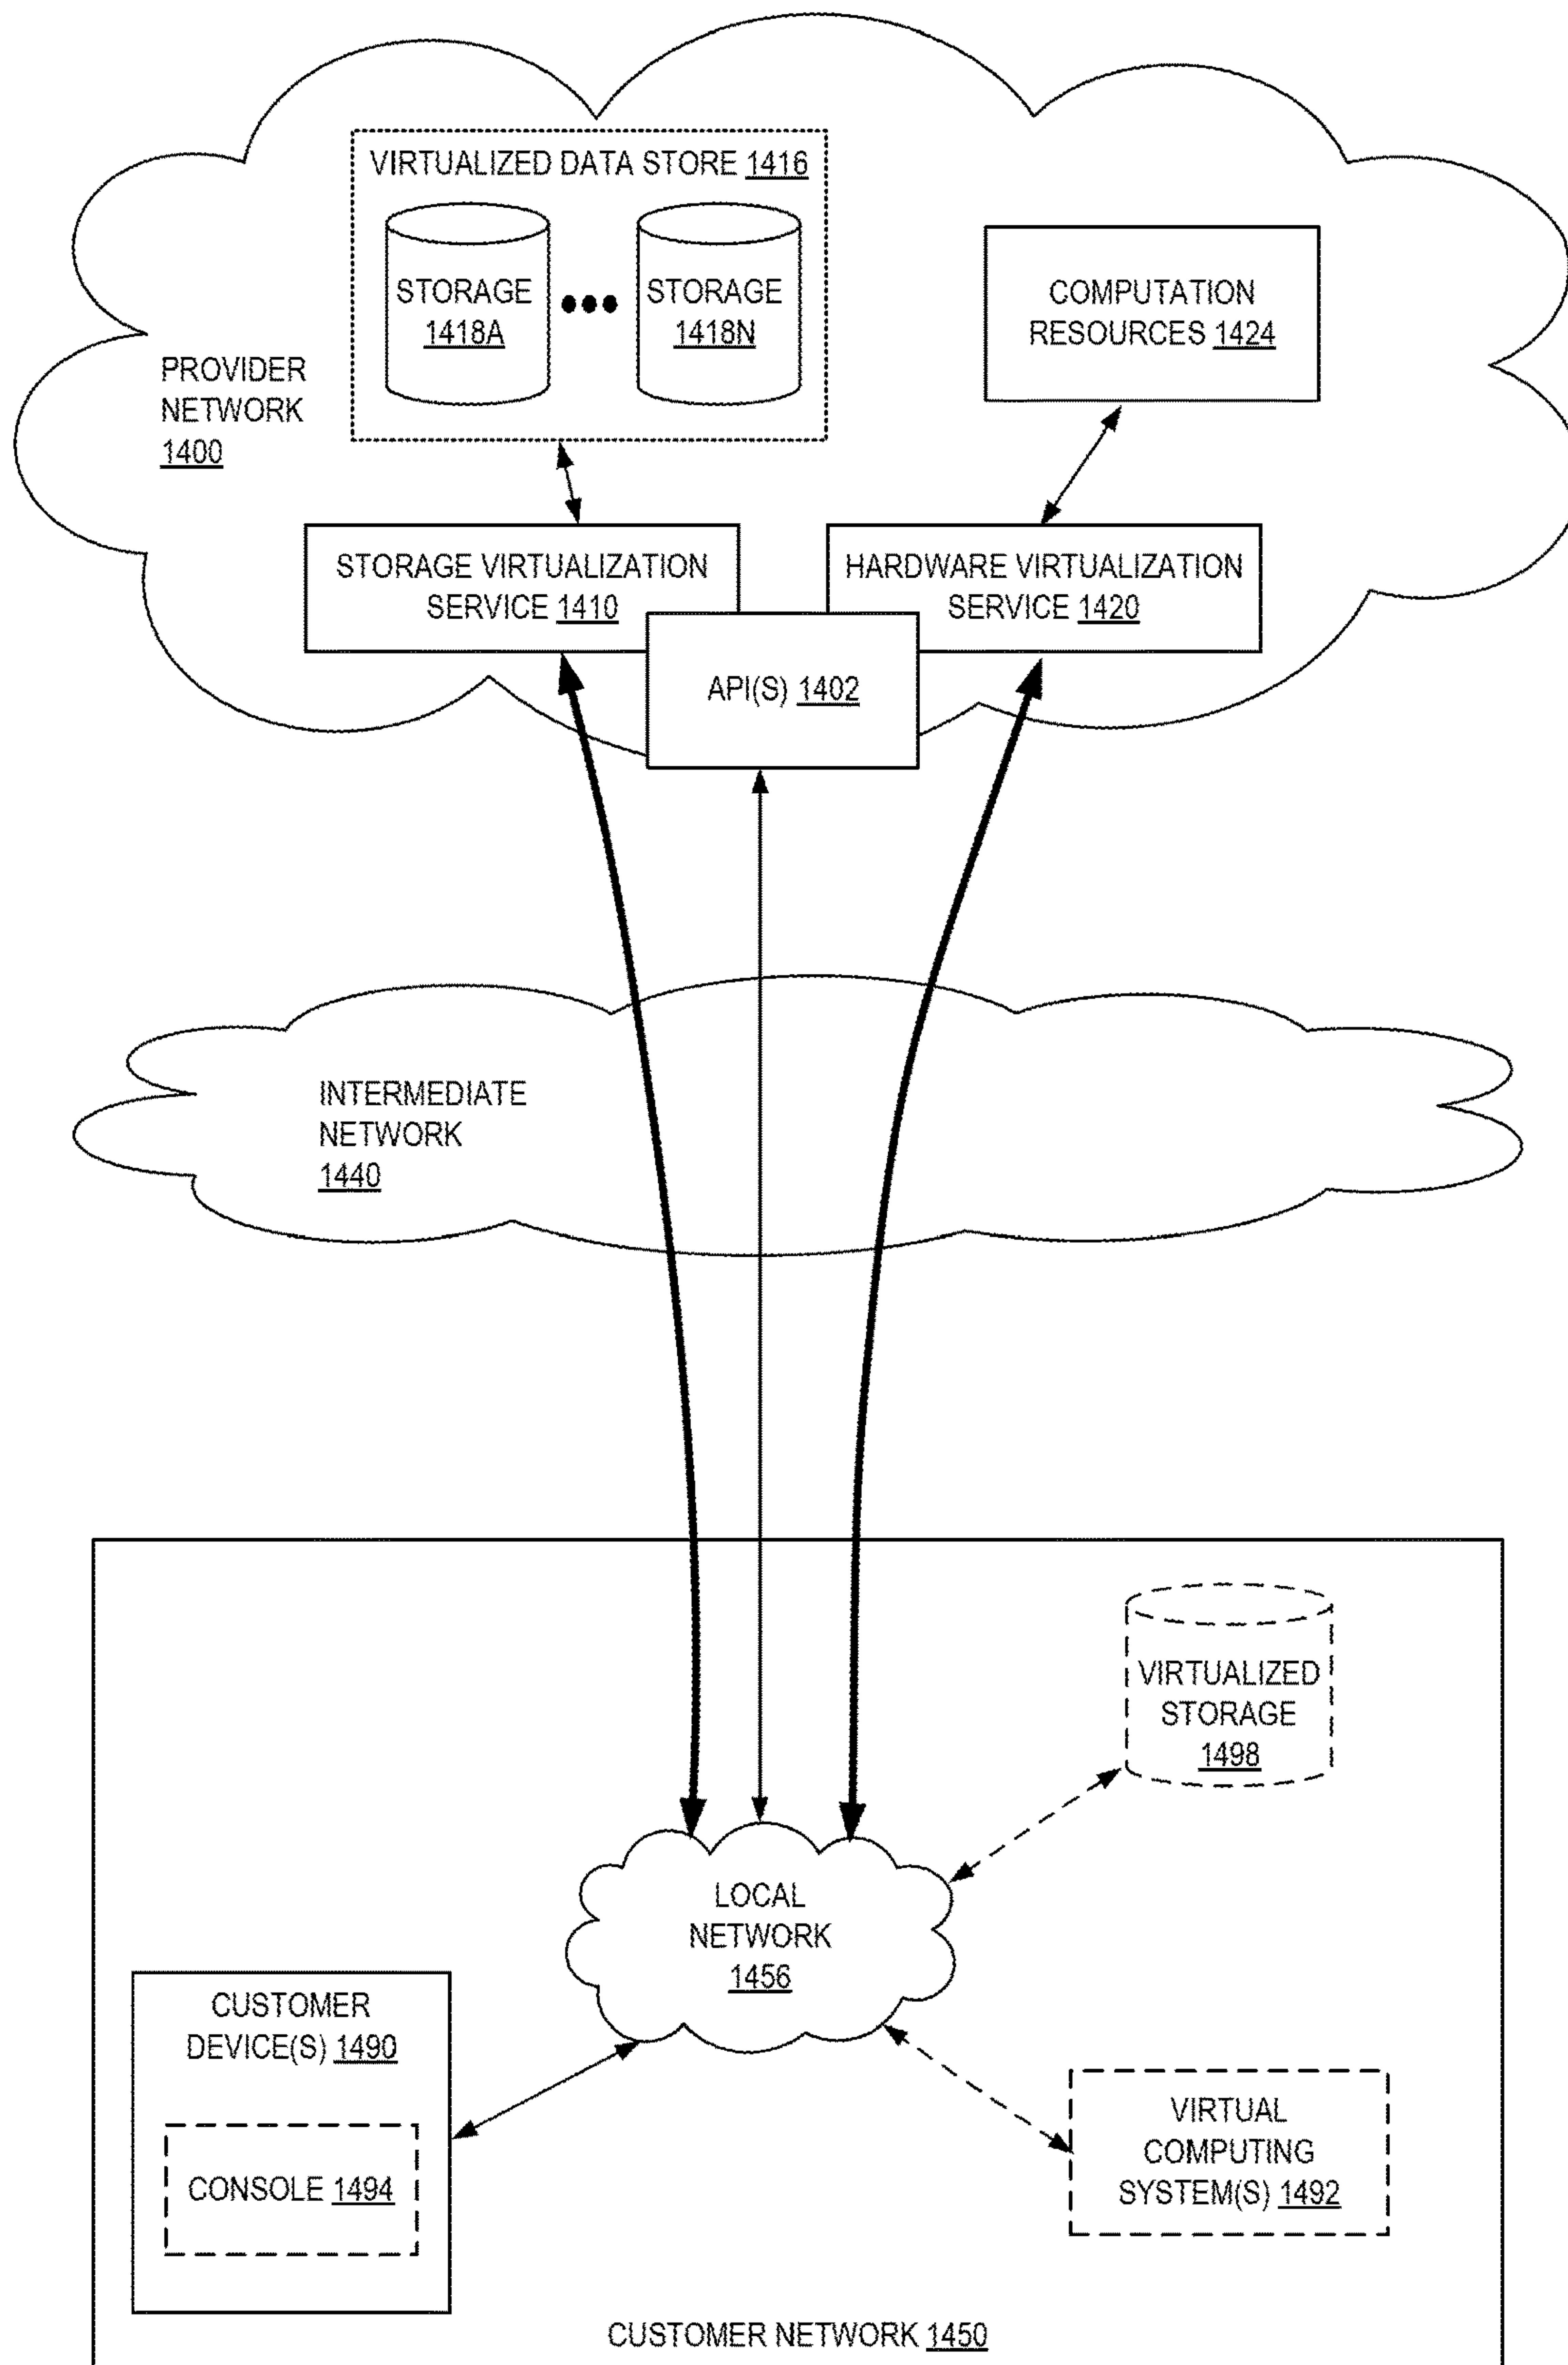 VIRTUALIZED DATA STORE 1416
STORAGE
1418A
STORAGE
1418N
COMPUTATION
RESOURCES 1424
PROVIDER
NETWORK
1400
STORAGE VIRTUALIZATION
SERVICE 1410
HARDWARE VIRTUALIZATION
SERVICE 1420
API(S) 1402
INTERMEDIATE
NETWORK
1440
VIRTUALIZED
STORAGE
1498
LOCAL
NETWORK
1456
CUSTOMER
DEVICE(S) 1490
CONSOLE 1494
VIRTUAL
COMPUTING
SYSTEM(S) 1492
CUSTOMER NETWORK 1450